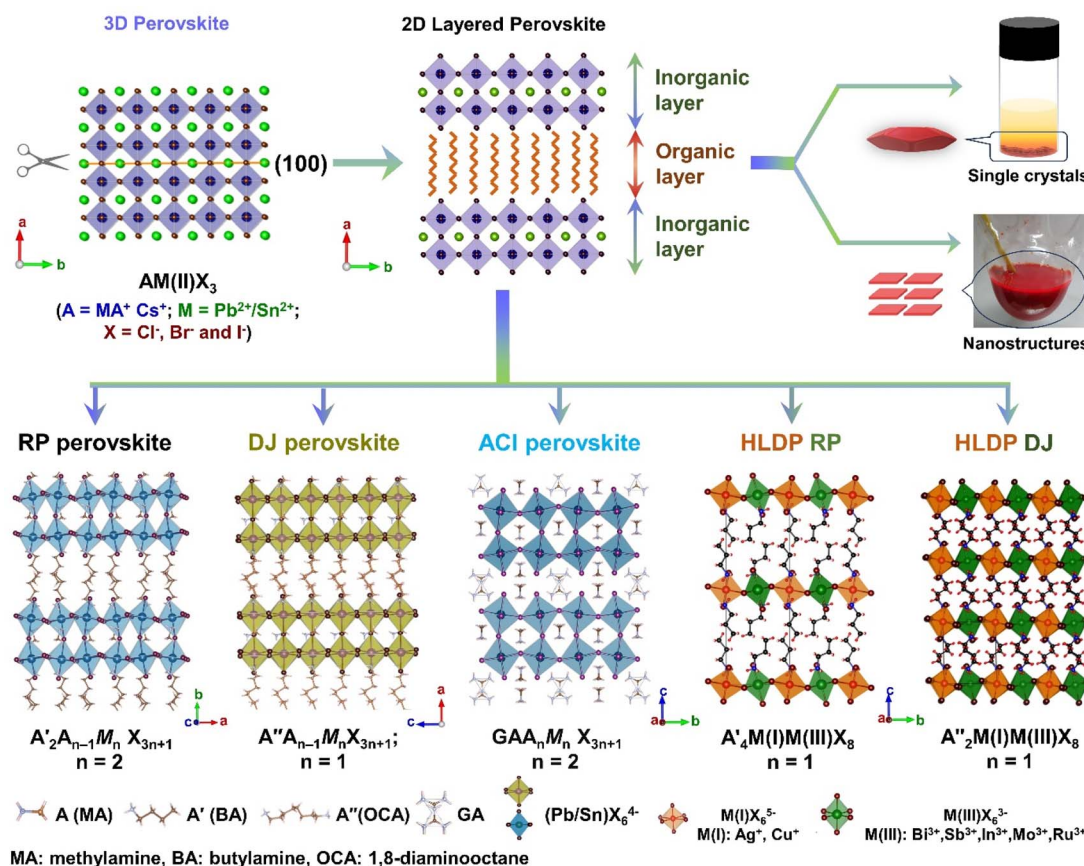 3D Perovskite
2D Layered Perovskite
(100)
Inorganic
layer
Organic
layer
Inorganic
layer
Single crystals
Nanostructures
a
b
a
b
AM(II)X₃
(A = MA⁺ Cs⁺; M = Pb²⁺/Sn²⁺;
X = Cl⁻, Br⁻ and I⁻)
RP perovskite
DJ perovskite
ACI perovskite
HLDP RP
HLDP DJ
b
c
a
a
c
c
a
b
c
a
b
c
a
b
A'₂Aₙ₋₁Mₙ X₃ₙ₊₁
n = 2
A"Aₙ₋₁MₙX₃ₙ₊₁;
n = 1
GAAₙMₙ X₃ₙ₊₁
n = 2
A'₄M(I)M(III)X₈
n = 1
A"₂M(I)M(III)X₈
n = 1
A (MA)
A' (BA)
A"(OCA)
GA
(Pb/Sn)X₆⁴⁻
M(I)X₆⁵⁻
M(I): Ag⁺, Cu⁺
M(III)X₆³⁻
M(III): Bi³⁺,Sb³⁺,In³⁺,Mo³⁺,Ru³⁺
MA: methylamine, BA: butylamine, OCA: 1,8-diaminooctane